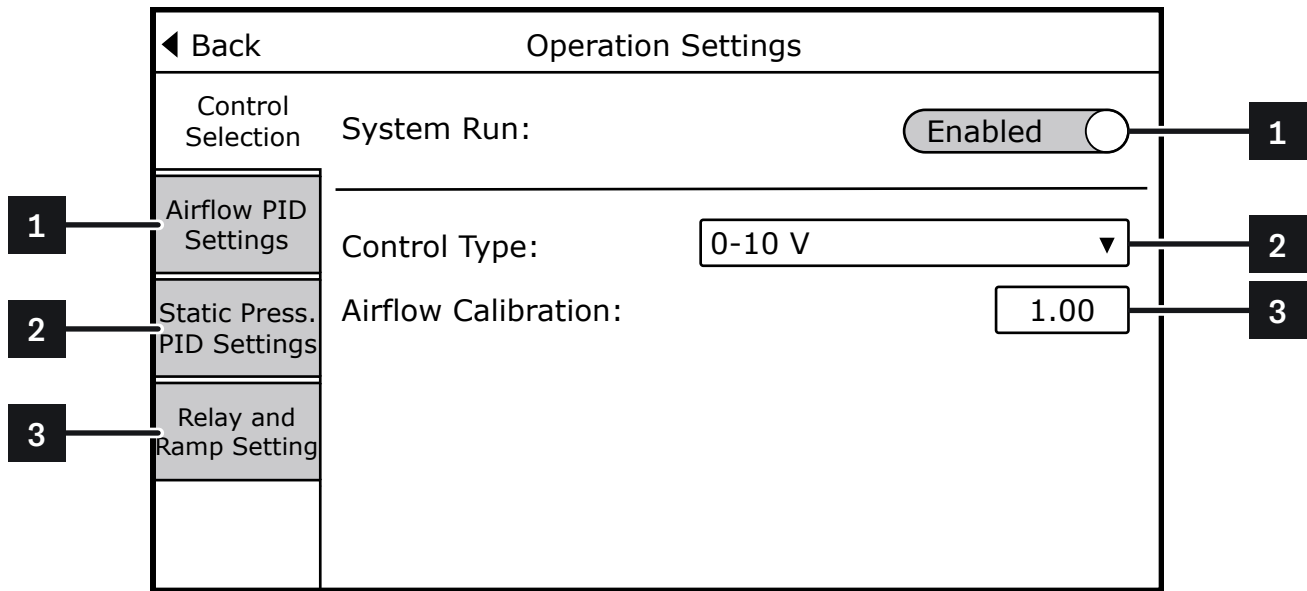 ◀ Back
Operation Settings
Control
Selection
System Run:
Enabled
1
1
Airflow PID
Settings
Control Type:
0-10 V ▼
2
2
Static Press.
PID Settings
Airflow Calibration:
1.00
3
3
Relay and
Ramp Setting